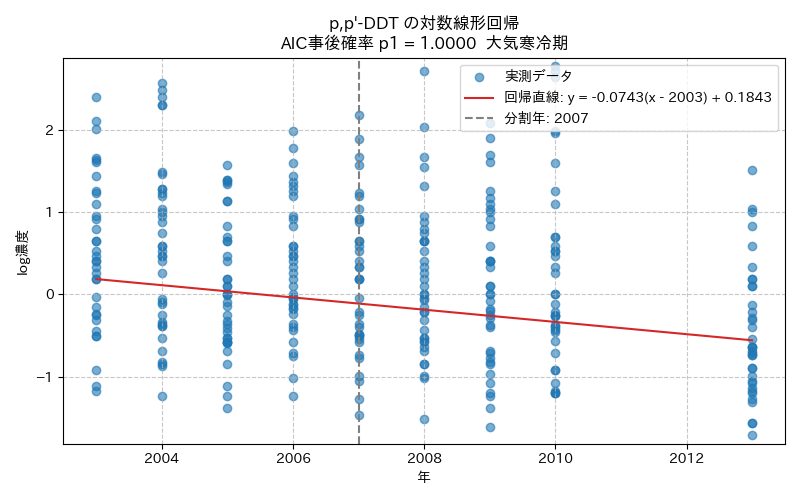 p,p'-DDT の対数線形回帰
AIC事後確率 p1 = 1.0000 大気寒冷期
実測データ
回帰直線: y = -0.0743(x - 2003) + 0.1843
分割年: 2007
log濃度
2
1
0
−1
2004 2006 2008 2010 2012
年